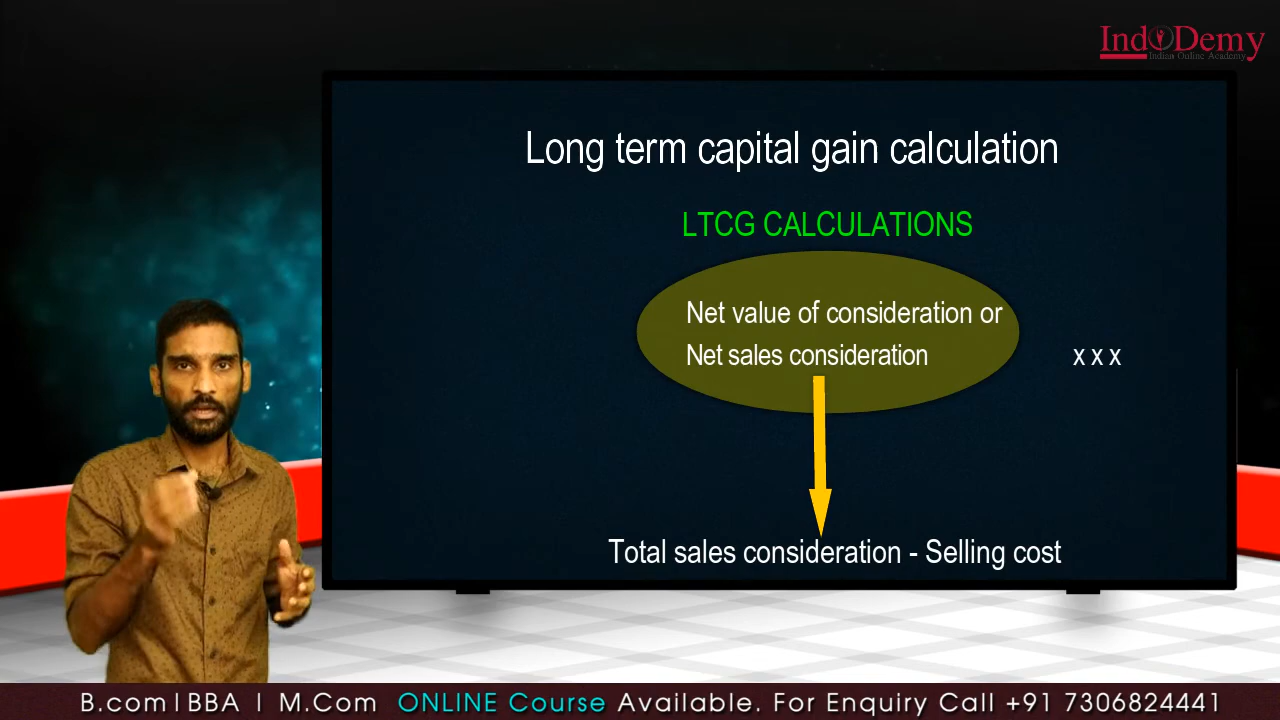 IndoDemy
Indian Online Academy
Long term capital gain calculation
LTCG CALCULATIONS
Net value of consideration or
Net sales consideration
x x x
Total sales consideration - Selling cost
B.com|BBA | M.Com ONLINE Course Available. For Enquiry Call +91 7306824441